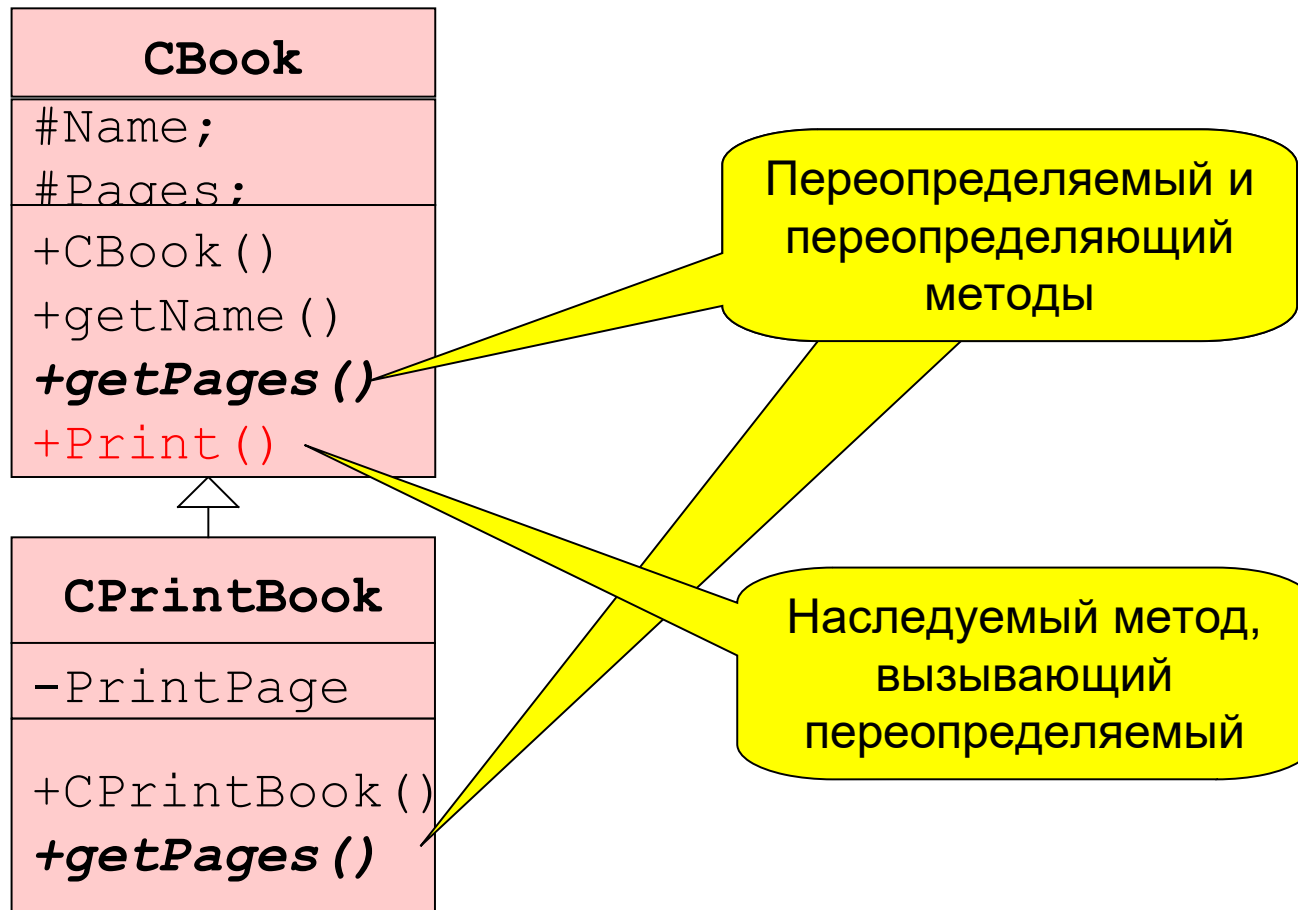 CBook
#Name;
#Pages;
+CBook()
+getName()
+getPages()
+Print()
CPrintBook
-PrintPage
+CPrintBook()
+getPages()
Переопределяемый и
переопределяющий
методы
Наследуемый метод,
вызывающий
переопределяемый